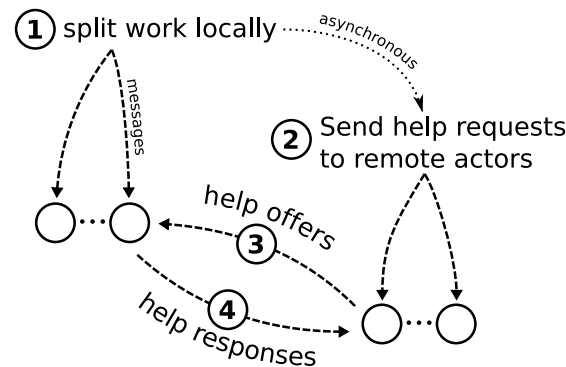 1 split work locally
asynchronous
messages
2 Send help requests
to remote actors
help offers
3
4
help responses